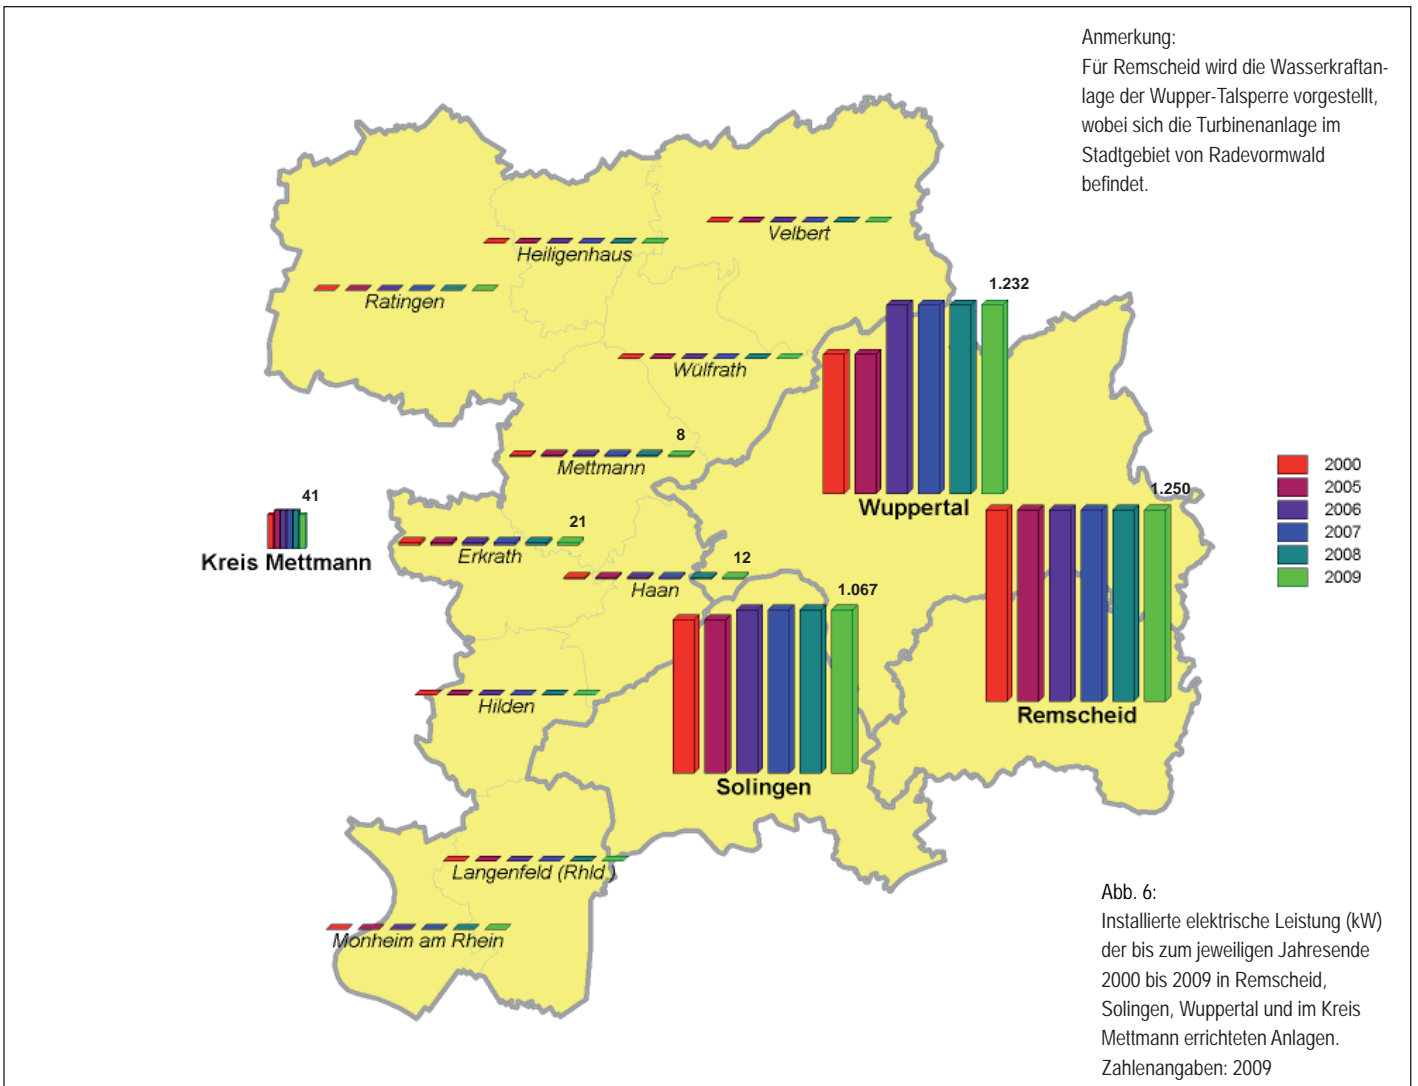 Anmerkung:
Für Remscheid wird die Wasserkraftan-
lage der Wupper-Talsperre vorgestellt,
wobei sich die Turbinenanlage im
Stadtgebiet von Radevormwald
befindet.
Velbert
Heiligenhaus
Ratingen
1.232
Wülfrath
8
Mettmann
Wuppertal
1.250
2000
2005
2006
2007
2008
2009
41
Kreis Mettmann
21
Erkrath
12
Haan
1.067
Hilden
Remscheid
Solingen
Langenfeld (Rhld.)
Monheim am Rhein
Abb. 6:
Installierte elektrische Leistung (kW)
der bis zum jeweiligen Jahresende
2000 bis 2009 in Remscheid,
Solingen, Wuppertal und im Kreis
Mettmann errichteten Anlagen.
Zahlenangaben: 2009